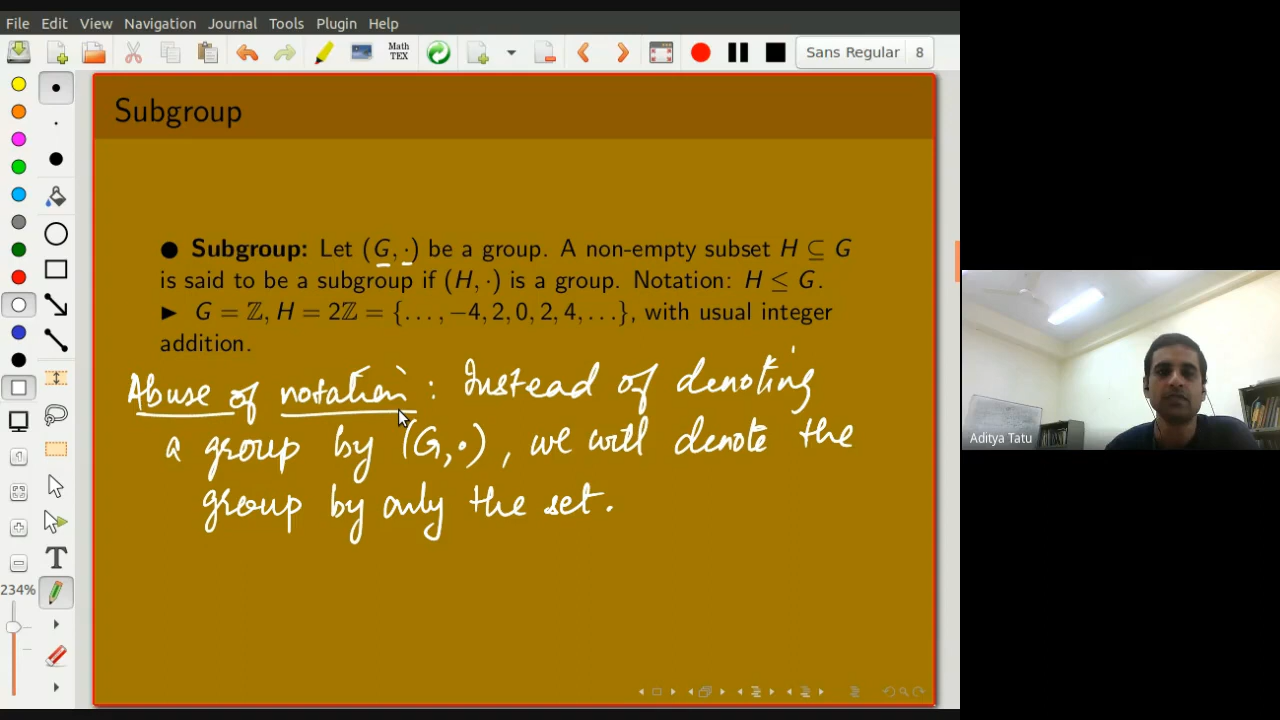 File Edit View Navigation Journal Tools Plugin Help
Math TEX Sans Regular 8
Subgroup
● Subgroup: Let (G, ·) be a group. A non-empty subset H ⊆ G
is said to be a subgroup if (H, ·) is a group. Notation: H ≤ G.
► G = ℤ, H = 2ℤ = {. . . , −4, 2, 0, 2, 4, . . .}, with usual integer
addition.
Abuse of notation : Instead of denoting
a group by (G, ·) , we will denote the
group by only the set.
234%
Aditya Tatu